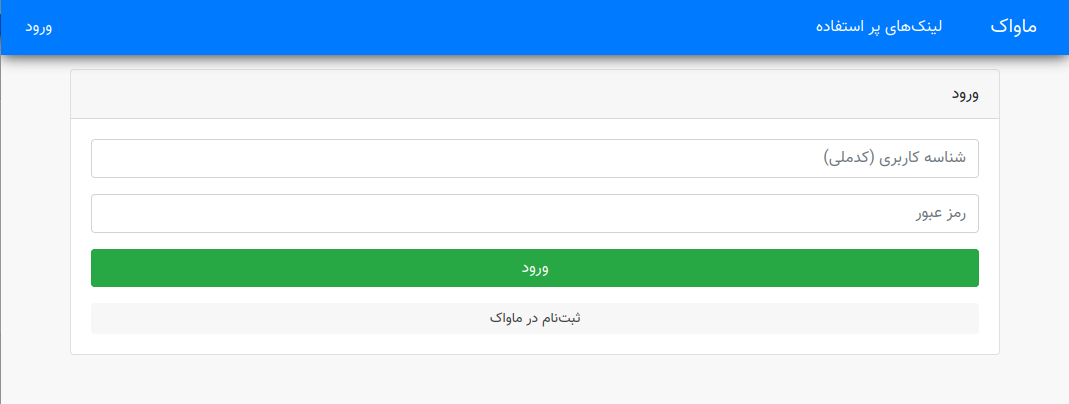 ماواک
لینک‌های پر استفاده
ورود
ورود
شناسه کاربری (کدملی)
رمز عبور
ورود
ثبت‌نام در ماواک